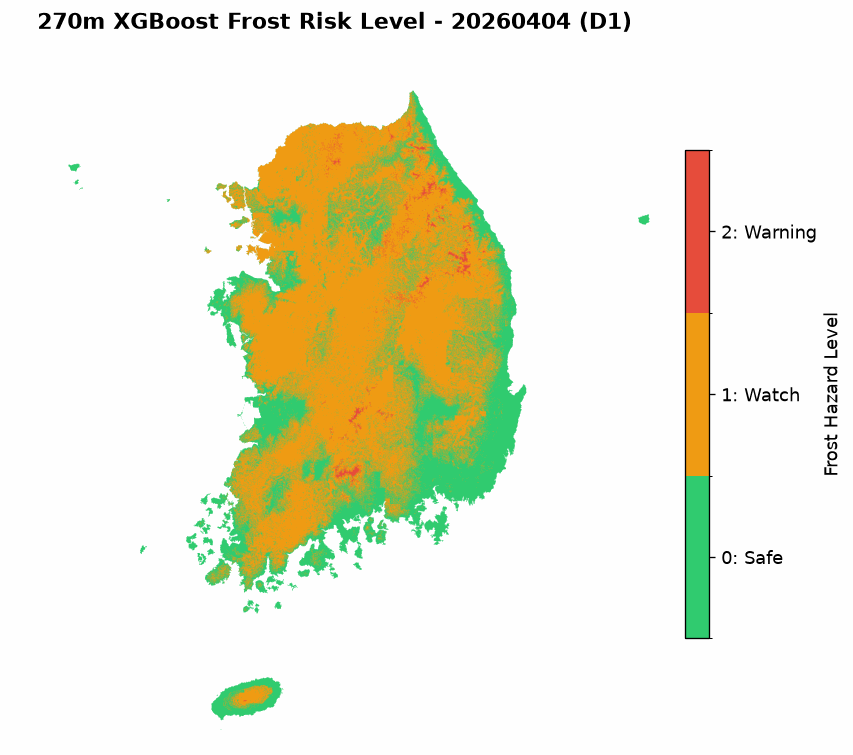 270m XGBoost Frost Risk Level - 20260404 (D1)
2: Warning
1: Watch
0: Safe
Frost Hazard Level